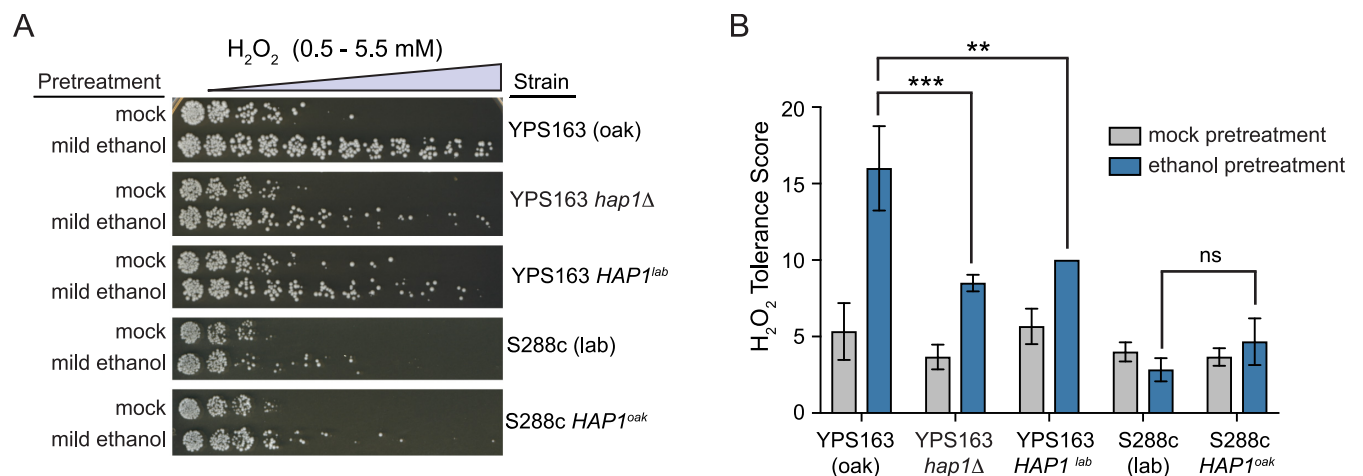 A
H2O2 (0.5 - 5.5 mM)
Pretreatment
Strain
mock
mild ethanol
YPS163 (oak)
mock
mild ethanol
YPS163 hap1Δ
mock
mild ethanol
YPS163 HAP1lab
mock
mild ethanol
S288c (lab)
mock
mild ethanol
S288c HAP1oak
B
**
***
ns
mock pretreatment
ethanol pretreatment
H2O2 Tolerance Score
20
15
10
5
0
YPS163
(oak)
YPS163
hap1Δ
YPS163
HAP1 lab
S288c
(lab)
S288c
HAP1oak